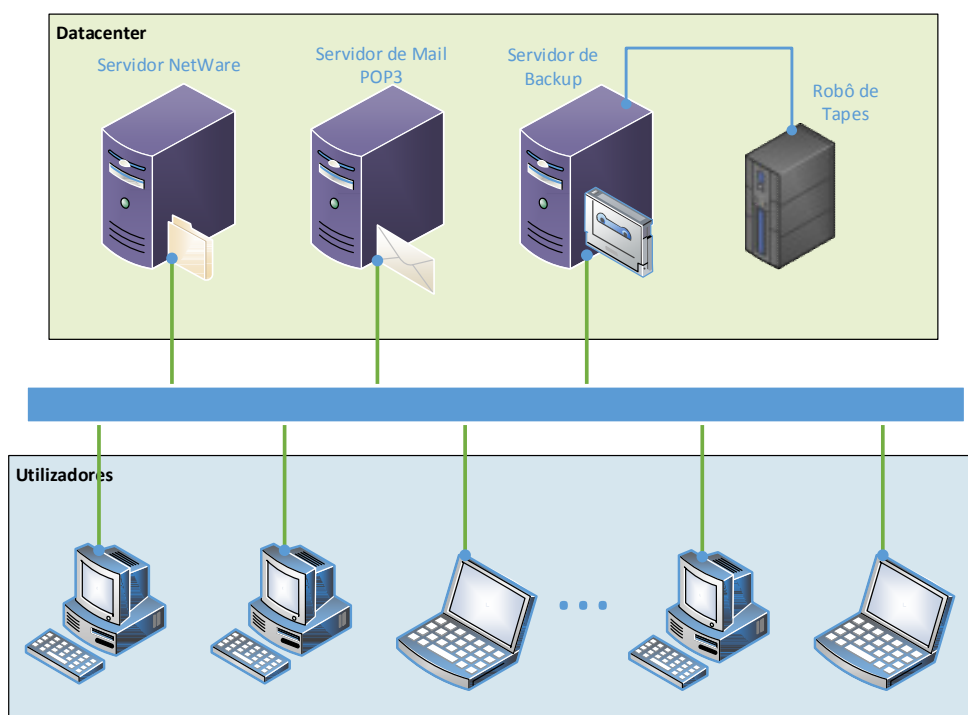 Datacenter
Servidor NetWare
Servidor de Mail
POP3
Servidor de
Backup
Robô de
Tapes
Utilizadores